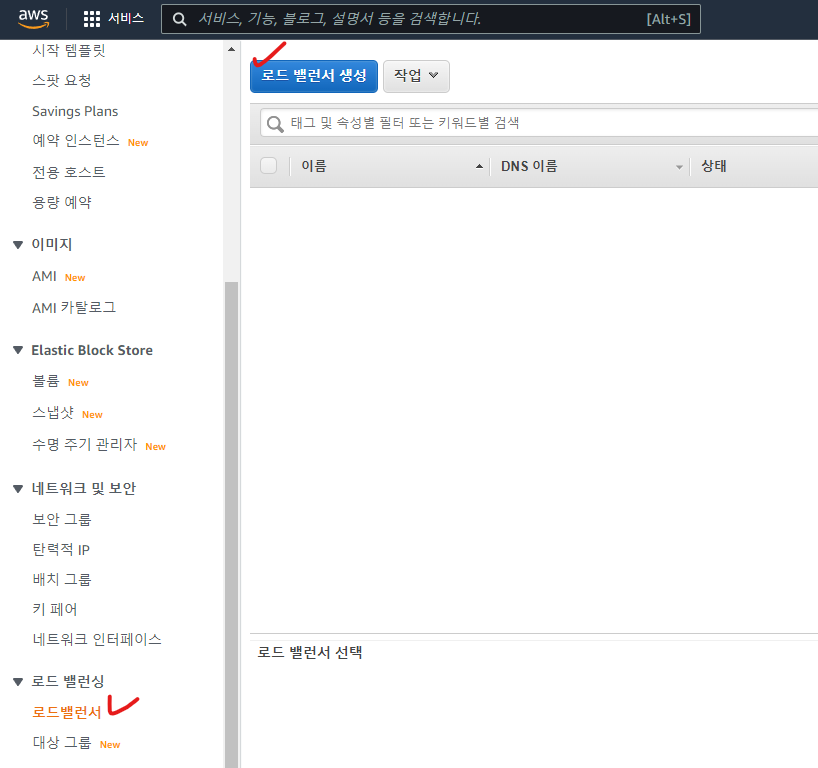 aws 서비스 서비스, 기능, 블로그, 설명서 등을 검색합니다. [Alt+S]
시작 템플릿
스팟 요청
Savings Plans
예약 인스턴스 New
전용 호스트
용량 예약
이미지
AMI New
AMI 카탈로그
Elastic Block Store
볼륨 New
스냅샷 New
수명 주기 관리자 New
네트워크 및 보안
보안 그룹
탄력적 IP
배치 그룹
키 페어
네트워크 인터페이스
로드 밸런싱
로드밸런서
대상 그룹 New
로드 밸런서 생성 작업
태그 및 속성별 필터 또는 키워드별 검색
이름 DNS 이름 상태
로드 밸런서 선택